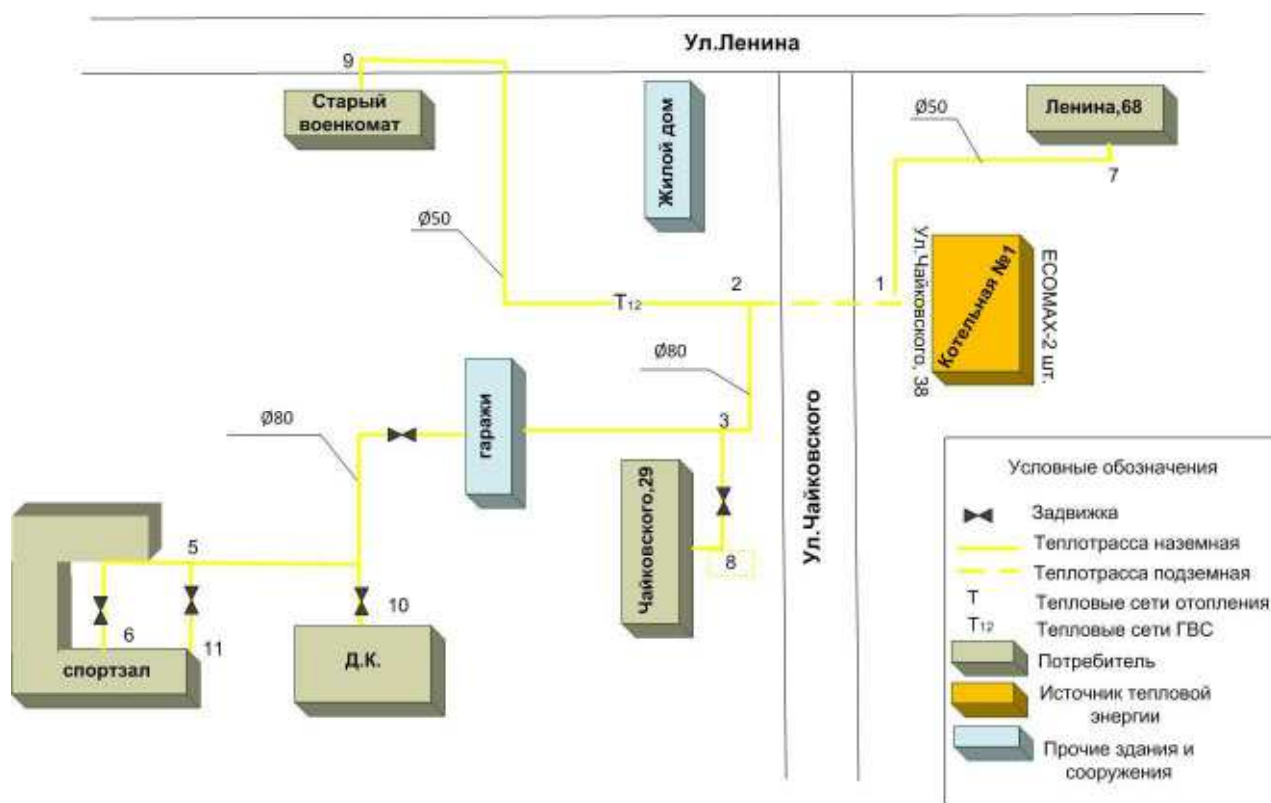 Ул.Ленина
9
Старый
военкомат
Жилой дом
Ø50
Ленина,68
7
Ø50
Ул.Чайковского, 38
Котельная №1
ECOMAX-2 шт.
1
2
Т12
Ø80
Ул.Чайковского
3
гаражи
Ø80
Чайковского,29
8
5
10
6
11
спортзал
Д.К.
Условные обозначения
Задвижка
Теплотрасса наземная
Теплотрасса подземная
Т
Тепловые сети отопления
Т12
Тепловые сети ГВС
Потребитель
Источник тепловой
энергии
Прочие здания и
сооружения